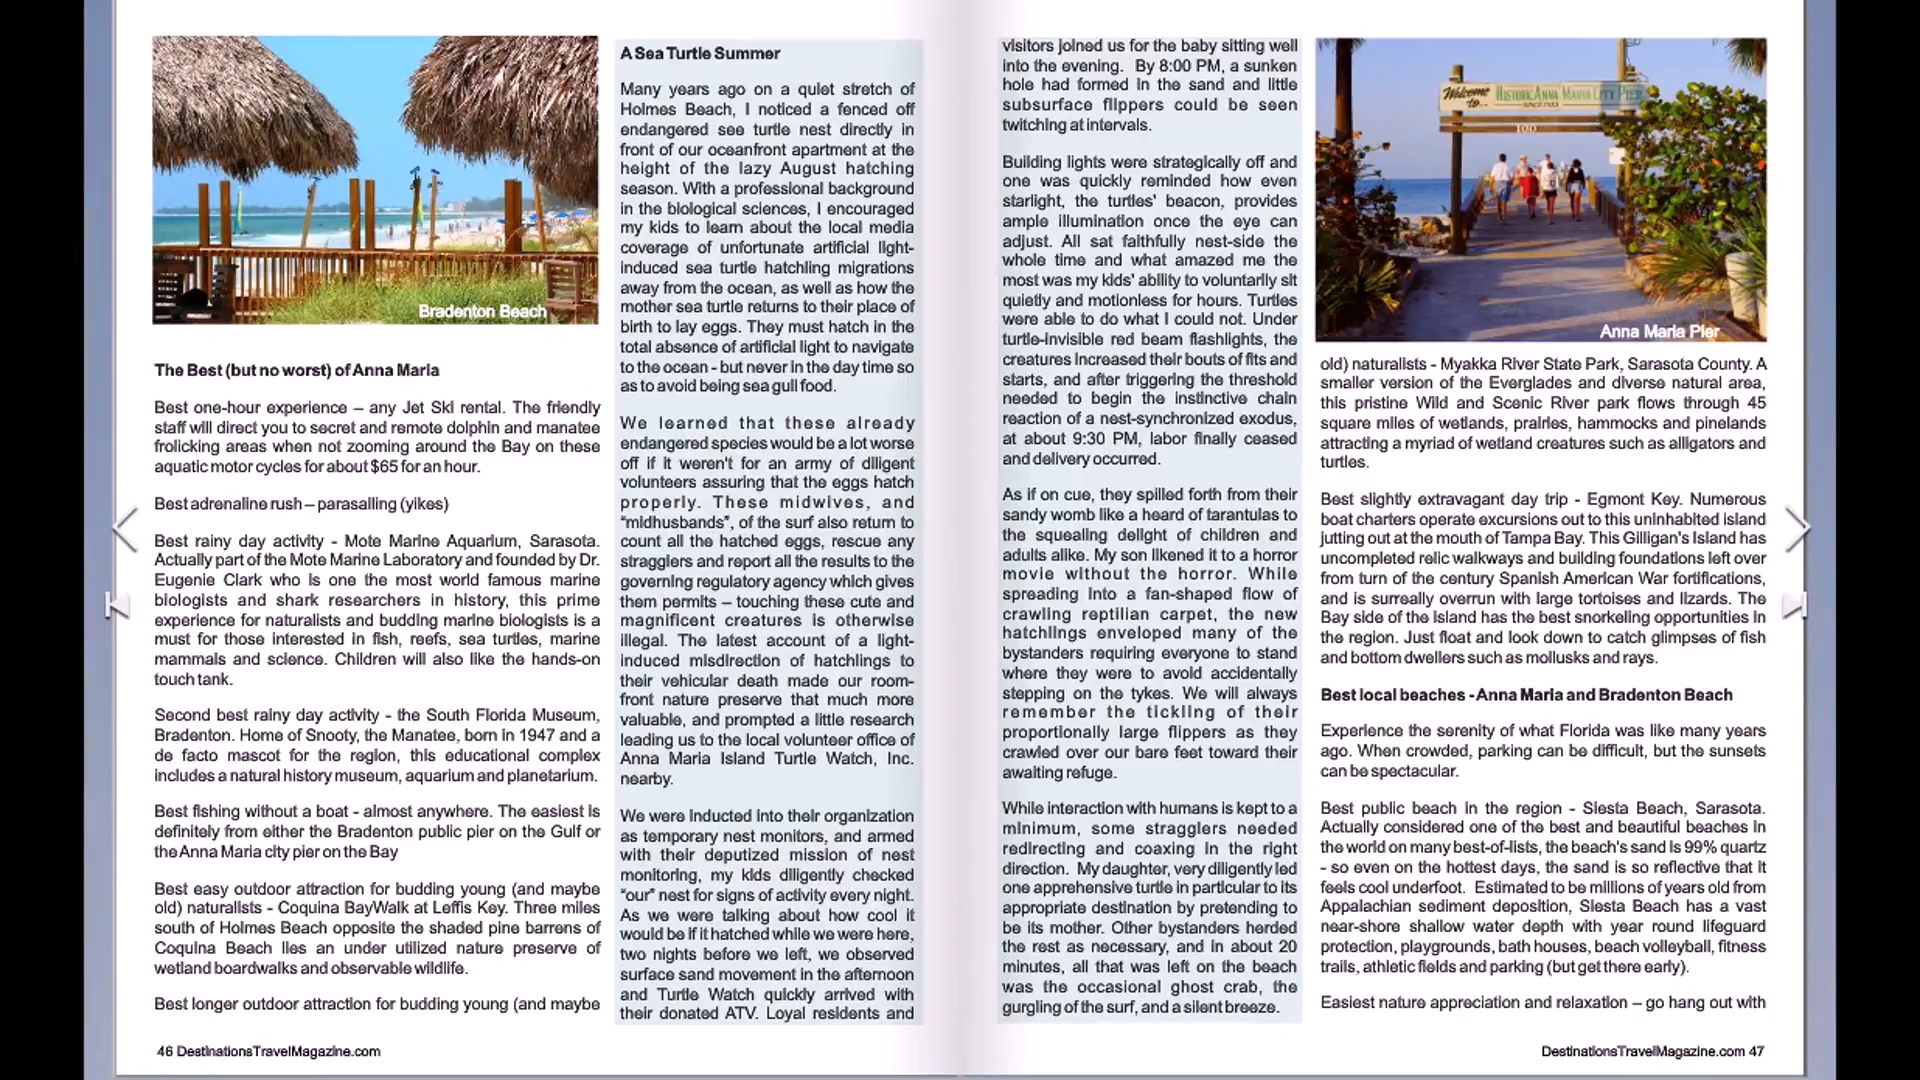 Bradenton Beach
The Best (but no worst) of Anna Maria
Best one-hour experience – any Jet Ski rental. The friendly
staff will direct you to secret and remote dolphin and manatee
frolicking areas when not zooming around the Bay on these
aquatic motor cycles for about $65 for an hour.
Best adrenaline rush – parasailing (yikes)
Best rainy day activity - Mote Marine Aquarium, Sarasota.
Actually part of the Mote Marine Laboratory and founded by Dr.
Eugenie Clark who is one the most world famous marine
biologists and shark researchers in history, this prime
experience for naturalists and budding marine biologists is a
must for those interested in fish, reefs, sea turtles, marine
mammals and science. Children will also like the hands-on
touch tank.
Second best rainy day activity - the South Florida Museum,
Bradenton. Home of Snooty, the Manatee, born in 1947 and a
de facto mascot for the region, this educational complex
includes a natural history museum, aquarium and planetarium.
Best fishing without a boat - almost anywhere. The easiest is
definitely from either the Bradenton public pier on the Gulf or
the Anna Maria city pier on the Bay
Best easy outdoor attraction for budding young (and maybe
old) naturalists - Coquina BayWalk at Leffis Key. Three miles
south of Holmes Beach opposite the shaded pine barrens of
Coquina Beach lies an under utilized nature preserve of
wetland boardwalks and observable wildlife.
Best longer outdoor attraction for budding young (and maybe
46 DestinationsTravelMagazine.com
A Sea Turtle Summer
Many years ago on a quiet stretch of
Holmes Beach, I noticed a fenced off
endangered see turtle nest directly in
front of our oceanfront apartment at the
height of the lazy August hatching
season. With a professional background
in the biological sciences, I encouraged
my kids to learn about the local media
coverage of unfortunate artificial light-
induced sea turtle hatchling migrations
away from the ocean, as well as how the
mother sea turtle returns to their place of
birth to lay eggs. They must hatch in the
total absence of artificial light to navigate
to the ocean - but never in the day time so
as to avoid being sea gull food.
We learned that these already
endangered species would be a lot worse
off if it weren't for an army of diligent
volunteers assuring that the eggs hatch
properly. These midwives, and
“midhusbands”, of the surf also return to
count all the hatched eggs, rescue any
stragglers and report all the results to the
governing regulatory agency which gives
them permits – touching these cute and
magnificent creatures is otherwise
illegal. The latest account of a light-
induced misdirection of hatchlings to
their vehicular death made our room-
front nature preserve that much more
valuable, and prompted a little research
leading us to the local volunteer office of
Anna Maria Island Turtle Watch, Inc.
nearby.
We were inducted into their organization
as temporary nest monitors, and armed
with their deputized mission of nest
monitoring, my kids diligently checked
“our” nest for signs of activity every night.
As we were talking about how cool it
would be if it hatched while we were here,
two nights before we left, we observed
surface sand movement in the afternoon
and Turtle Watch quickly arrived with
their donated ATV. Loyal residents and
visitors joined us for the baby sitting well
into the evening. By 8:00 PM, a sunken
hole had formed in the sand and little
subsurface flippers could be seen
twitching at intervals.
Building lights were strategically off and
one was quickly reminded how even
starlight, the turtles' beacon, provides
ample illumination once the eye can
adjust. All sat faithfully nest-side the
whole time and what amazed me the
most was my kids' ability to voluntarily sit
quietly and motionless for hours. Turtles
were able to do what I could not. Under
turtle-invisible red beam flashlights, the
creatures increased their bouts of fits and
starts, and after triggering the threshold
needed to begin the instinctive chain
reaction of a nest-synchronized exodus,
at about 9:30 PM, labor finally ceased
and delivery occurred.
As if on cue, they spilled forth from their
sandy womb like a heard of tarantulas to
the squealing delight of children and
adults alike. My son likened it to a horror
movie without the horror. While
spreading into a fan-shaped flow of
crawling reptilian carpet, the new
hatchlings enveloped many of the
bystanders requiring everyone to stand
where they were to avoid accidentally
stepping on the tykes. We will always
remember the tickling of their
proportionally large flippers as they
crawled over our bare feet toward their
awaiting refuge.
While interaction with humans is kept to a
minimum, some stragglers needed
redirecting and coaxing in the right
direction. My daughter, very diligently led
one apprehensive turtle in particular to its
appropriate destination by pretending to
be its mother. Other bystanders herded
the rest as necessary, and in about 20
minutes, all that was left on the beach
was the occasional ghost crab, the
gurgling of the surf, and a silent breeze.
Welcome to... HISTORIC ANNA MARIA CITY PIER
100
Anna Maria Pier
old) naturalists - Myakka River State Park, Sarasota County. A
smaller version of the Everglades and diverse natural area,
this pristine Wild and Scenic River park flows through 45
square miles of wetlands, prairies, hammocks and pinelands
attracting a myriad of wetland creatures such as alligators and
turtles.
Best slightly extravagant day trip - Egmont Key. Numerous
boat charters operate excursions out to this uninhabited island
jutting out at the mouth of Tampa Bay. This Gilligan's Island has
uncompleted relic walkways and building foundations left over
from turn of the century Spanish American War fortifications,
and is surreally overrun with large tortoises and lizards. The
Bay side of the island has the best snorkeling opportunities in
the region. Just float and look down to catch glimpses of fish
and bottom dwellers such as mollusks and rays.
Best local beaches - Anna Maria and Bradenton Beach
Experience the serenity of what Florida was like many years
ago. When crowded, parking can be difficult, but the sunsets
can be spectacular.
Best public beach in the region - Siesta Beach, Sarasota.
Actually considered one of the best and beautiful beaches in
the world on many best-of-lists, the beach's sand is 99% quartz
- so even on the hottest days, the sand is so reflective that it
feels cool underfoot. Estimated to be millions of years old from
Appalachian sediment deposition, Siesta Beach has a vast
near-shore shallow water depth with year round lifeguard
protection, playgrounds, bath houses, beach volleyball, fitness
trails, athletic fields and parking (but get there early).
Easiest nature appreciation and relaxation – go hang out with
DestinationsTravelMagazine.com 47